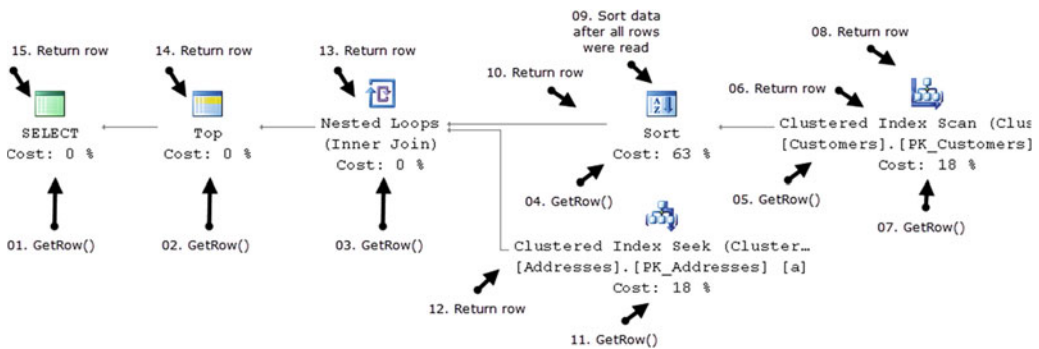 09. Sort data
after all rows
were read
08. Return row
15. Return row
14. Return row
13. Return row
10. Return row
06. Return row
SELECT
Cost: 0 %
Top
Cost: 0 %
Nested Loops
(Inner Join)
Cost: 0 %
Sort
Cost: 63 %
Clustered Index Scan (Clus
[Customers].[PK_Customers]
Cost: 18 %
04. GetRow()
05. GetRow()
07. GetRow()
01. GetRow()
02. GetRow()
03. GetRow()
Clustered Index Seek (Cluster…
[Addresses].[PK_Addresses] [a]
Cost: 18 %
12. Return row
11. GetRow()